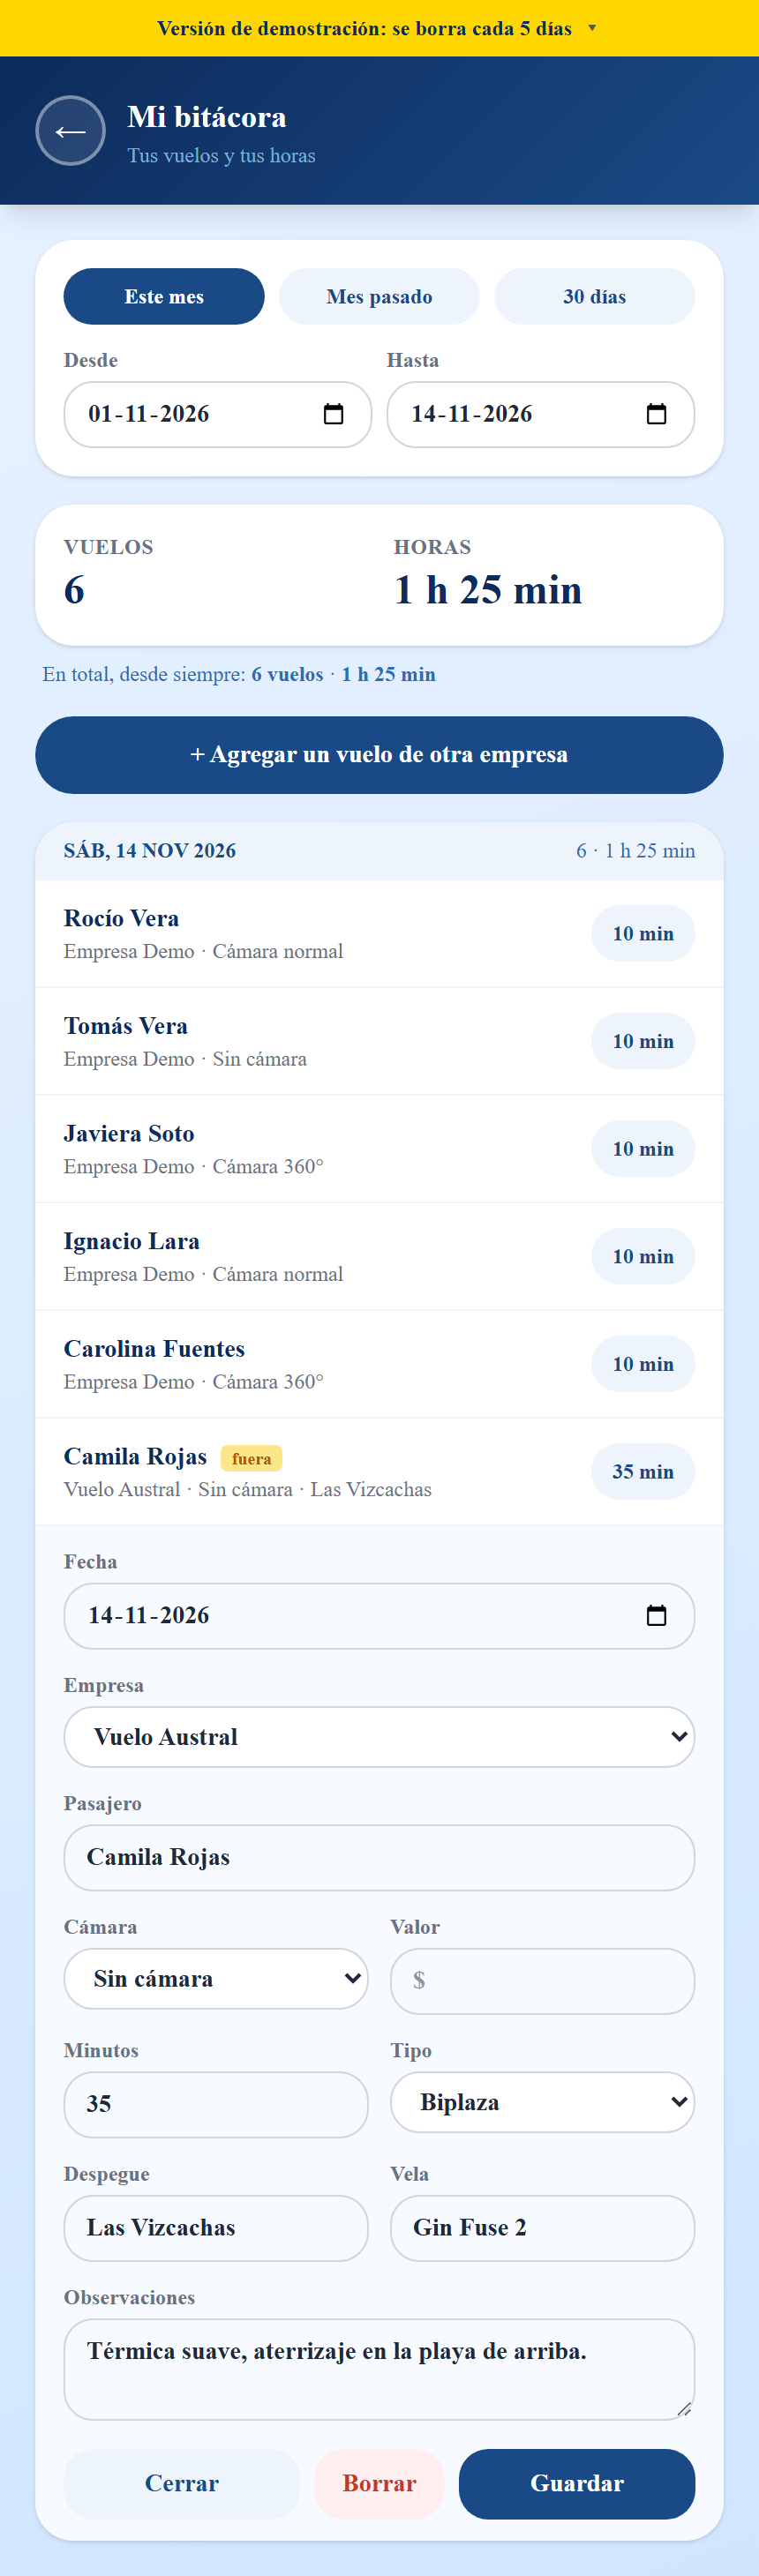 Versión de demostración: se borra cada 5 días ▼
←
Mi bitácora
Tus vuelos y tus horas
Este mes
Mes pasado
30 días
Desde
Hasta
01-11-2026
14-11-2026
VUELOS
HORAS
6
1 h 25 min
En total, desde siempre: 6 vuelos · 1 h 25 min
+ Agregar un vuelo de otra empresa
SÁB, 14 NOV 2026
6 · 1 h 25 min
Rocío Vera
Empresa Demo · Cámara normal
10 min
Tomás Vera
Empresa Demo · Sin cámara
10 min
Javiera Soto
Empresa Demo · Cámara 360°
10 min
Ignacio Lara
Empresa Demo · Cámara normal
10 min
Carolina Fuentes
Empresa Demo · Cámara 360°
10 min
Camila Rojas fuera
Vuelo Austral · Sin cámara · Las Vizcachas
35 min
Fecha
14-11-2026
Empresa
Vuelo Austral
Pasajero
Camila Rojas
Cámara
Valor
Sin cámara
$
Minutos
Tipo
35
Biplaza
Despegue
Vela
Las Vizcachas
Gin Fuse 2
Observaciones
Térmica suave, aterrizaje en la playa de arriba.
Cerrar
Borrar
Guardar